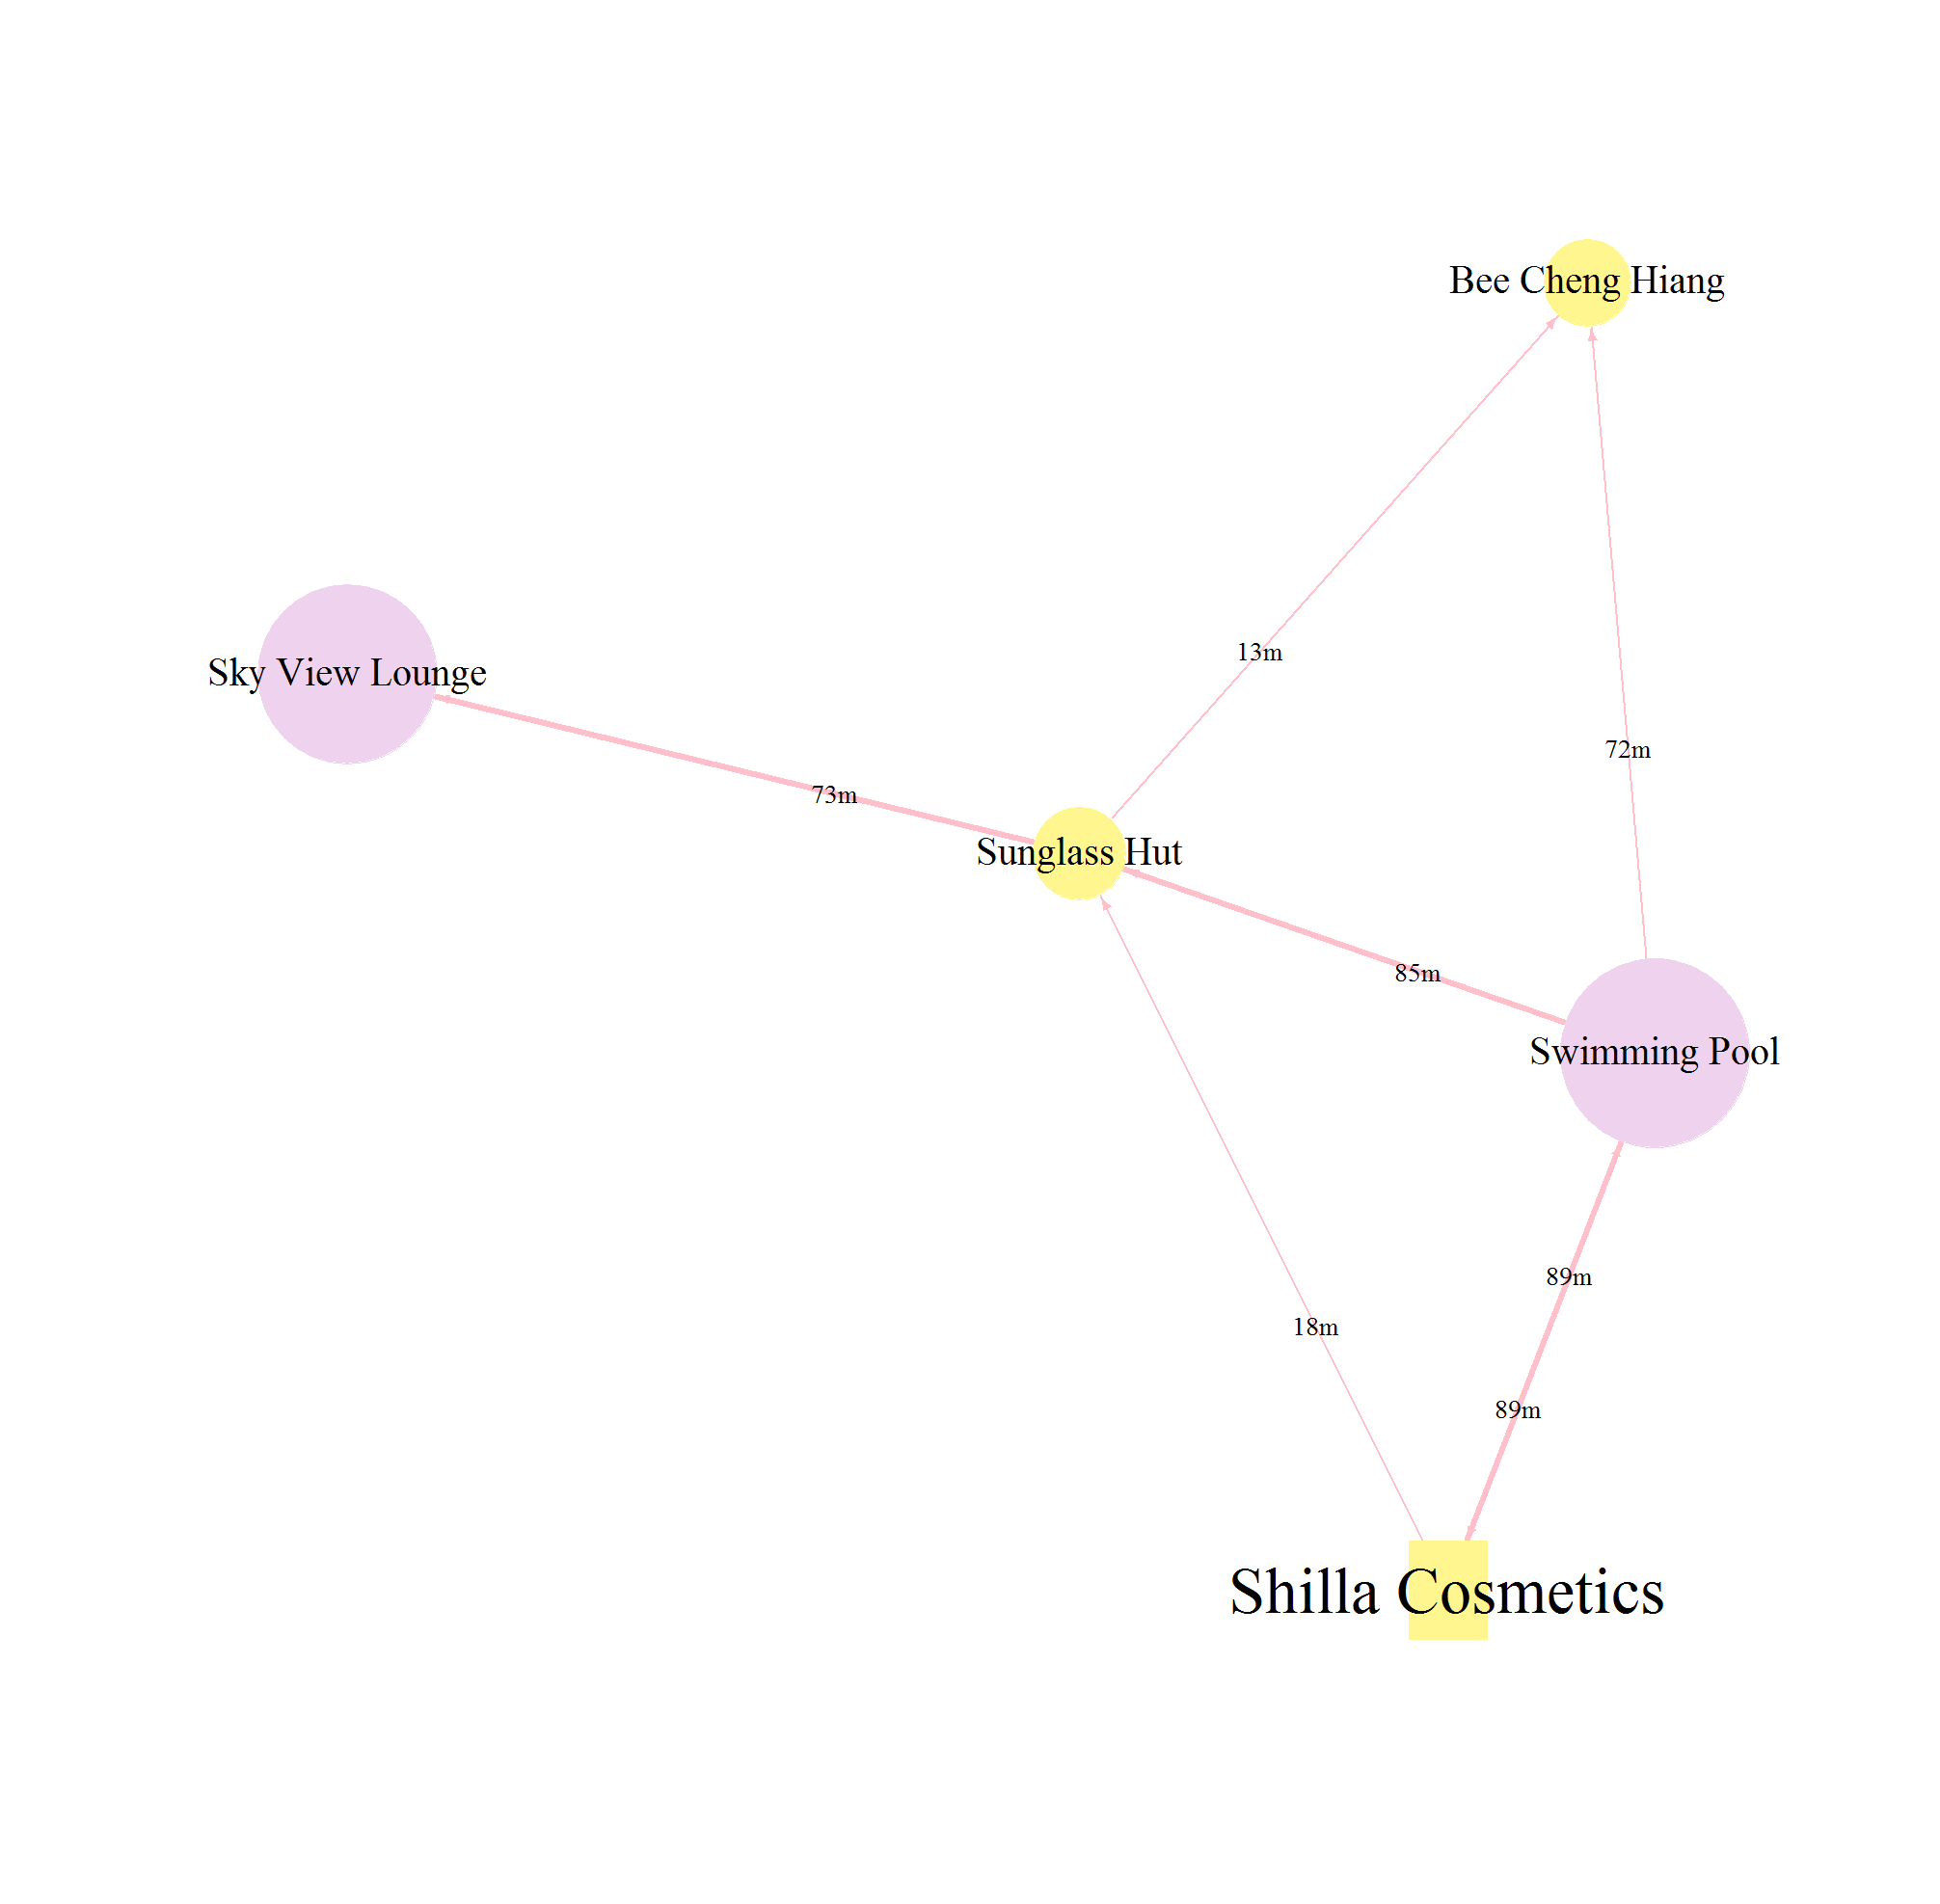 Bee Cheng Hiang
13m
Sky View Lounge
72m
73m
Sunglass Hut
85m
Swimming Pool
89m
18m
89m
Shilla Cosmetics